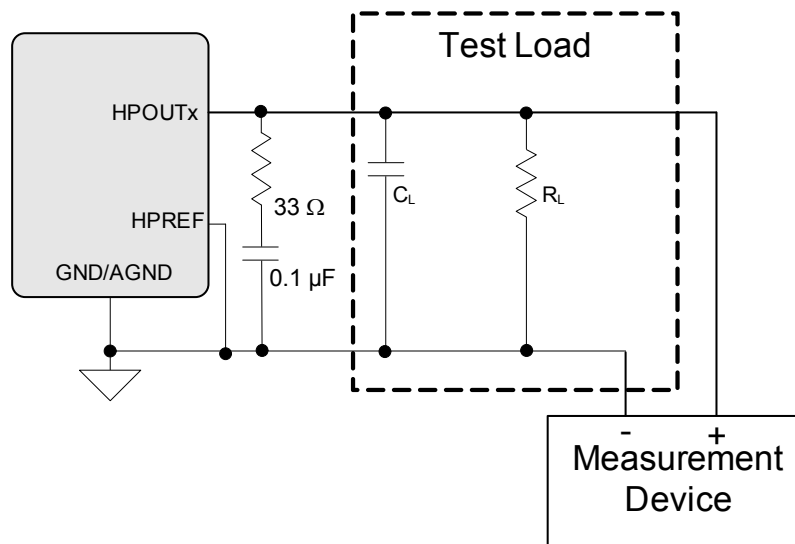 Test Load
HPOUTx
HPREF
GND/AGND
33 Ω
0.1 µF
CL
RL
- +
Measurement
Device